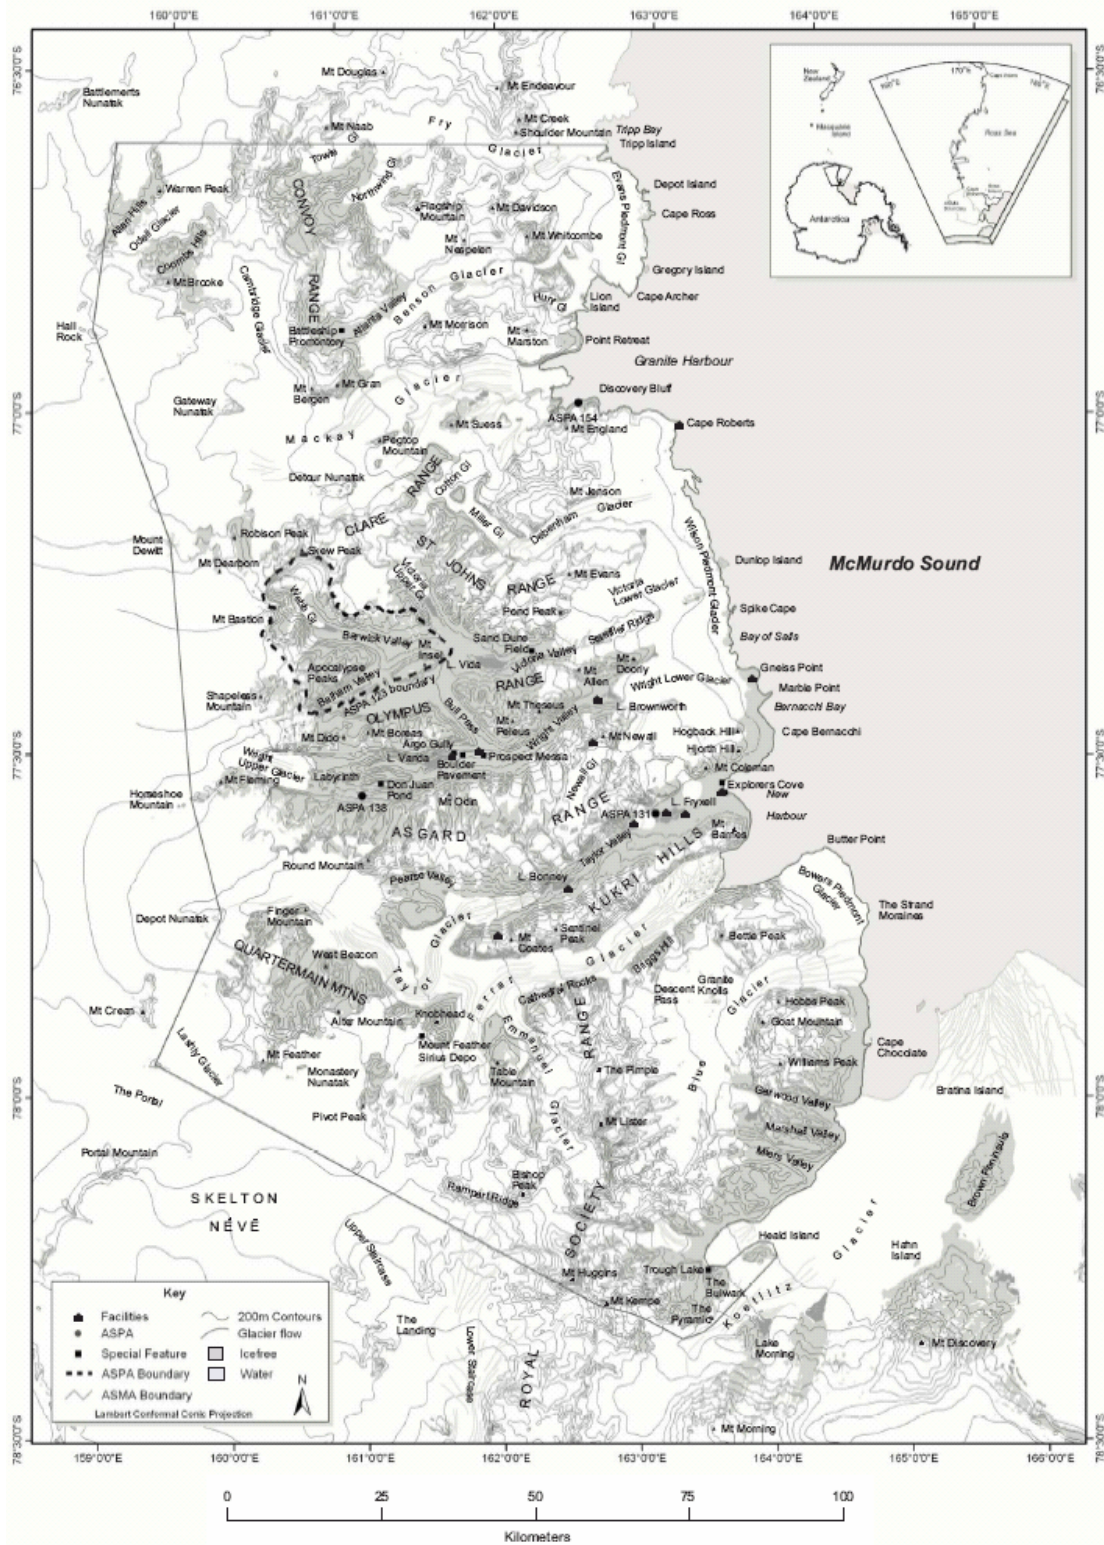 160°0'0"E 161°0'0"E 162°0'0"E 163°0'0"E 164°0'0"E 165°0'0"E
76°30'0"S
76°30'0"S
Mt Douglas
Mt Endeavour
Battlements
Nunatak
Mt Creek
Mt Naab
Fry
Shoulder Mountain
Tripp Bay
Tripp Island
Glacier
Towle Gl
Northwind Gl
Warren Peak
CONVOY
Evans Piedmont Gl
Depot Island
Allan Hills
Odell Glacier
Flagship
Mountain
Mt Davidson
Cape Ross
Coombs Hills
Mt
Nespelen
Mt Whitcombe
Mt Brooke
Cambridge Glacier
RANGE
Benson Glacier
Gregory Island
Hunt Gl
Lion
Island
Cape Archer
Hall
Rock
Battleship
Promontory
Atlanta Valley
Mt Morrison
Mt
Marston
Point Retreat
Granite Harbour
New
Zealand
Macquarie
Island
Antarctica
170°E
Ross Sea
Mt
Bergen
Mt Gran
Glacier
Discovery Bluff
Gateway
Nunatak
77°0'0"S
77°0'0"S
ASPA 154
Mt Suess
Mt England
Cape Roberts
Mackay
Pegtop
Mountain
Detour Nunatak
RANGE
Cotton Gl
Mt Jenson
CLARE
Miller Gl
Debenham Glacier
Mount
Dewitt
Robison Peak
Skew Peak
ST
JOHNS
RANGE
Wilson Piedmont Glacier
McMurdo Sound
Dunlop Island
Mt Dearborn
Victoria
Upper Gl
Mt Evans
Victoria
Lower Glacier
Webb Gl
Pond Peak
Spike Cape
Mt Bastion
Barwick Valley
Mt
Insel
Sand Dune
Field
Staeffler Ridge
Bay of Sails
L. Vida
Victoria Valley
Mt
Doorly
Apocalypse
Peaks
Balham Valley
RANGE
Mt
Allen
Gneiss Point
Shapeless
Mountain
ASPA 123 boundary
Wright Lower Glacier
Marble Point
OLYMPUS
Bull Pass
Mt Theseus
L. Brownworth
Bernacchi Bay
Mt Dido
Mt Boreas
Mt
Peleus
Wright Valley
Mt Newall
Hogback Hill
Cape Bernacchi
77°30'0"S
77°30'0"S
Argo Gully
Hjorth Hill
Wright
Upper Glacier
L. Vanda
Boulder
Pavement
Prospect Mesa
Newall Gl
Mt Coleman
Mt Fleming
Labyrinth
Don Juan
Pond
Explorers Cove
Horseshoe
Mountain
ASPA 138
Mt Odin
RANGE
L. Fryxell
New
Harbour
ASPA 131
ASGARD
Taylor Valley
Mt
Barnes
Butter Point
Round Mountain
KUKRI HILLS
Pearse Valley
L. Bonney
Bowers Piedmont
Glacier
Depot Nunatak
Finger
Mountain
Glacier
The Strand
Moraines
Sentinel
Peak
Mt
Coates
Bettle Peak
QUARTERMAIN MTNS
West Beacon
Taylor
Glacier
Briggs Hill
Ferrar
Cathedral Rocks
Descent
Pass
Granite
Knolls
Glacier
Hobbs Peak
Mt Crean
Alter Mountain
Knobhead
Goat Mountain
RANGE
Lashly Glacier
Mt Feather
Mount Feather
Sirius Depo
Emmanuel
Cape
Chocolate
Monastery
Nunatak
Table
Mountain
The Pimple
Blue
Williams Peak
Bratina Island
The Portal
78°0'0"S
78°0'0"S
Garwood Valley
Pivot Peak
Glacier
Mt Lister
Marshall Valley
Portal Mountain
Miers Valley
Brown Peninsula
Bishop
Peak
Rampart Ridge
SKELTON
NÉVÉ
SOCIETY
Glacier
Heald Island
Hahn
Island
Upper Staircase
Trough Lake
Mt Huggins
The
Bulwark
Koettlitz
Mt Kempe
The
Pyramid
The
Landing
Lower Staircase
Lake
Morning
Mt Discovery
ROYAL
Mt Morning
Key
Facilities
ASPA
Special Feature
ASPA Boundary
ASMA Boundary
200m Contours
Glacier flow
Icefree
Water
N
Lambert Conformal Conic Projection
78°30'0"S
78°30'0"S
159°0'0"E 160°0'0"E 161°0'0"E 162°0'0"E 163°0'0"E 164°0'0"E 165°0'0"E 166°0'0"E
0 25 50 75 100
Kilometers